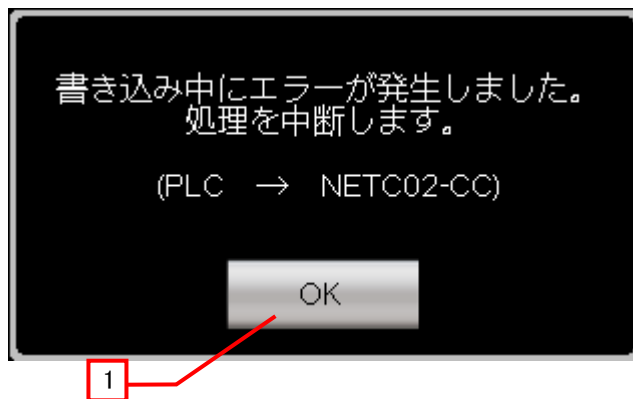 書き込み中にエラーが発生しました。
処理を中断します。
(PLC → NETC02-CC)
OK
1